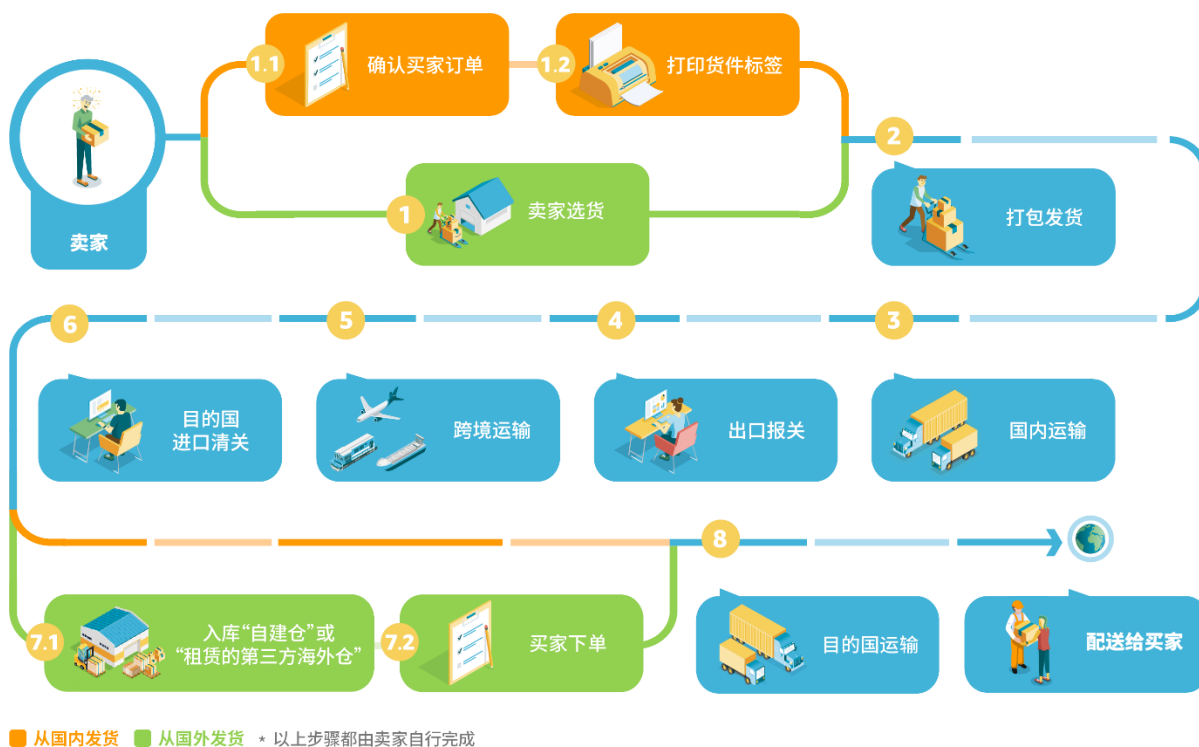 1.1
确认买家订单
1.2
打印货件标签
卖家
1
卖家选货
2
打包发货
6
5
4
3
目的国
进口清关
跨境运输
出口报关
国内运输
8
7.1
入库“自建仓”或
“租赁的第三方海外仓”
7.2
买家下单
目的国运输
配送给买家
从国内发货 从国外发货 * 以上步骤都由卖家自行完成